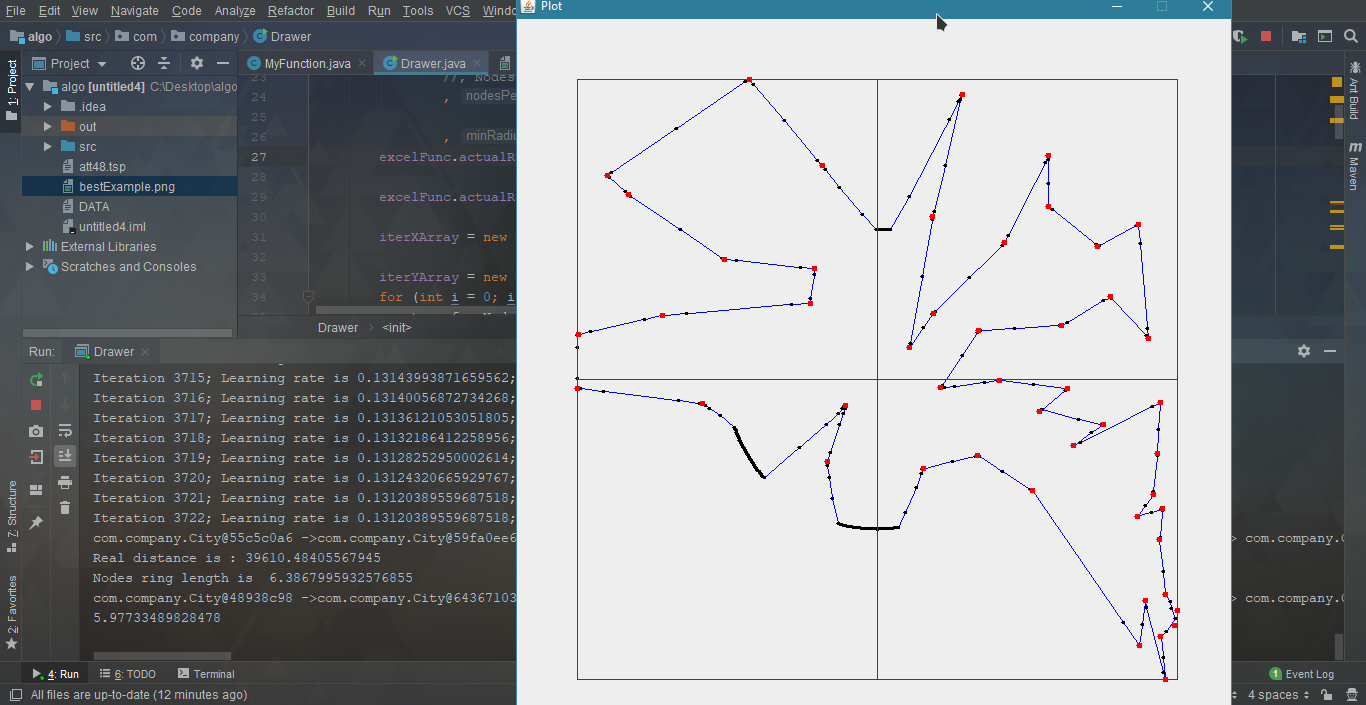 File Edit View Navigate Code Analyze Refactor Build Run Tools VCS
Plot
algo src com company Drawer
1: Project
Project
MyFunction.java Drawer.java
algo [untitled4] C:\Desktop\algo
.idea
out
src
att48.tsp
bestExample.png
DATA
untitled4.iml
External Libraries
Scratches and Consoles
23 //, Nodes
24 ,
25
26 ,
27 excelFunc.actualR
28
29 excelFunc.actualR
30
31 iterXArray = new
32
33 iterYArray = new
34 for (int i = 0; i
Drawer <init>
Ant Build
Maven
Run: Drawer
Iteration 3715; Learning rate is 0.13143993871659562;
Iteration 3716; Learning rate is 0.13140056872734268;
Iteration 3717; Learning rate is 0.13136121053051805;
Iteration 3718; Learning rate is 0.13132186412258956;
Iteration 3719; Learning rate is 0.13128252950002614;
Iteration 3720; Learning rate is 0.13124320665929767;
Iteration 3721; Learning rate is 0.13120389559687518;
Iteration 3722; Learning rate is 0.13120389559687518;
com.company.City@55c5c0a6 ->com.company.City@59fa0ee6
> com.company.
Real distance is : 39610.48405567945
Nodes ring length is 6.3867995932576855
com.company.City@48938c98 ->com.company.City@64367103
> com.company.
5.97733489828478
7: Structure
2: Favorites
4: Run 6: TODO Terminal
1 Event Log
All files are up-to-date (12 minutes ago)
4 spaces